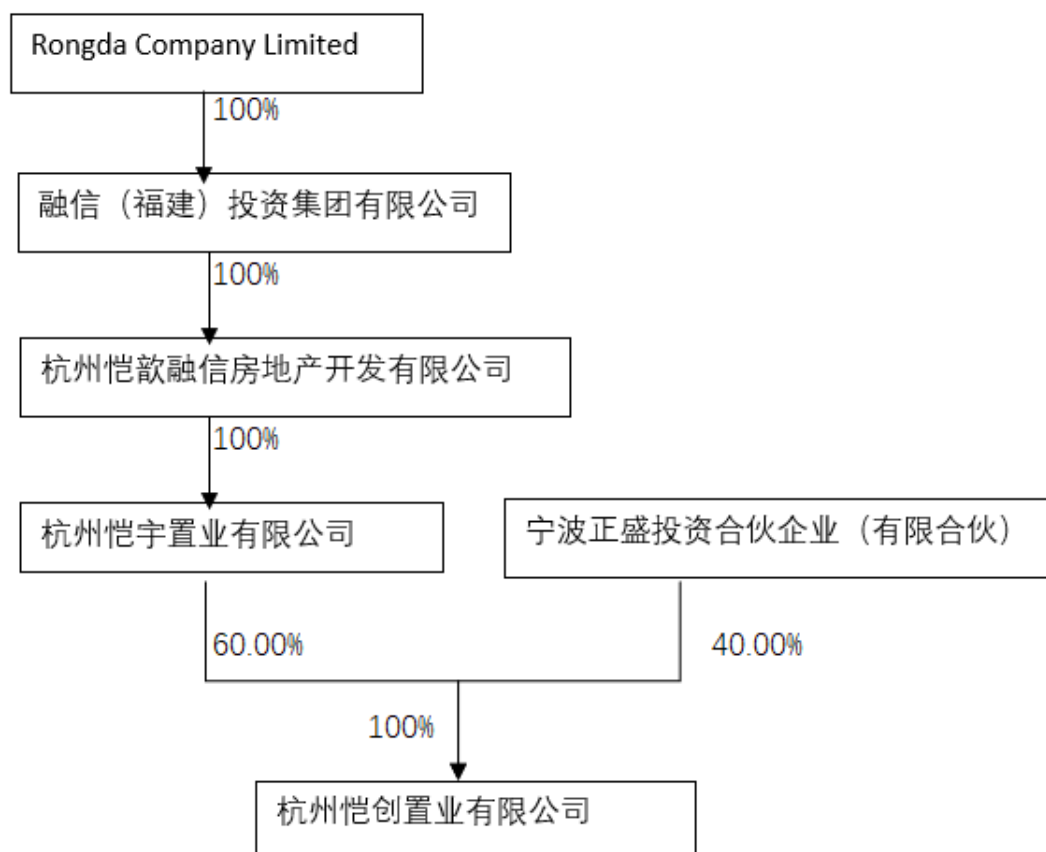 Rongda Company Limited
100%
融信（福建）投资集团有限公司
100%
杭州恺歆融信房地产开发有限公司
100%
杭州恺宇置业有限公司
宁波正盛投资合伙企业（有限合伙）
60.00%
40.00%
100%
杭州恺创置业有限公司